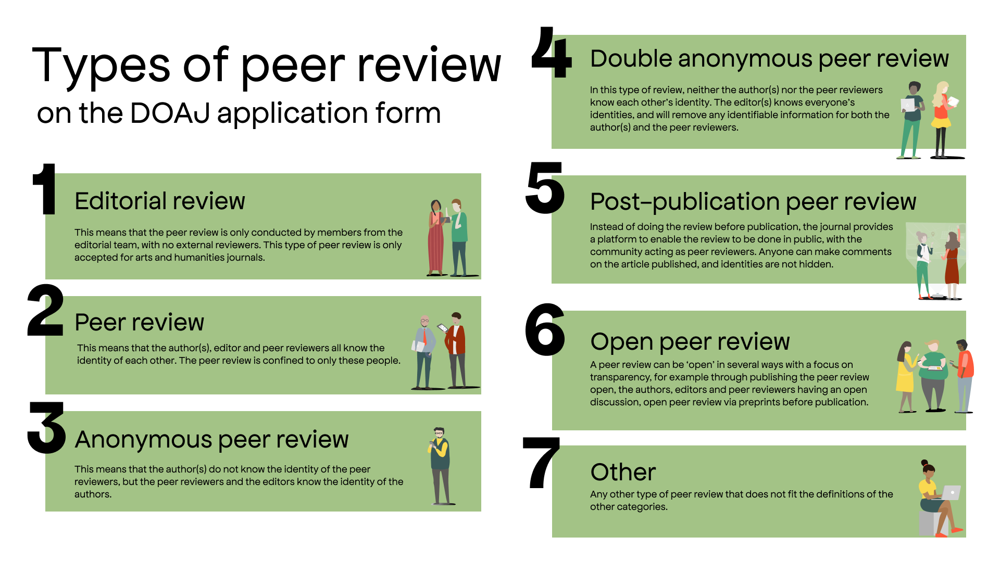 Types of peer review
on the DOAJ application form
1
Editorial review
This means that the peer review is only conducted by members from the
editorial team, with no external reviewers. This type of peer review is only
accepted for arts and humanities journals.
2
Peer review
This means that the author(s), editor and peer reviewers all know the
identity of each other. The peer review is confined to only these people.
3
Anonymous peer review
This means that the author(s) do not know the identity of the peer
reviewers, but the peer reviewers and the editors know the identity of the
authors.
4
Double anonymous peer review
In this type of review, neither the author(s) nor the peer reviewers
know each other’s identity. The editor(s) knows everyone’s
identities, and will remove any identifiable information for both the
author(s) and the peer reviewers.
5
Post–publication peer review
Instead of doing the review before publication, the journal provides
a platform to enable the review to be done in public, with the
community acting as peer reviewers. Anyone can make comments
on the article published, and identities are not hidden.
6
Open peer review
A peer review can be ‘open’ in several ways with a focus on
transparency, for example through publishing the peer review
open, the authors, editors and peer reviewers having an open
discussion, open peer review via preprints before publication.
7
Other
Any other type of peer review that does not fit the definitions of the
other categories.